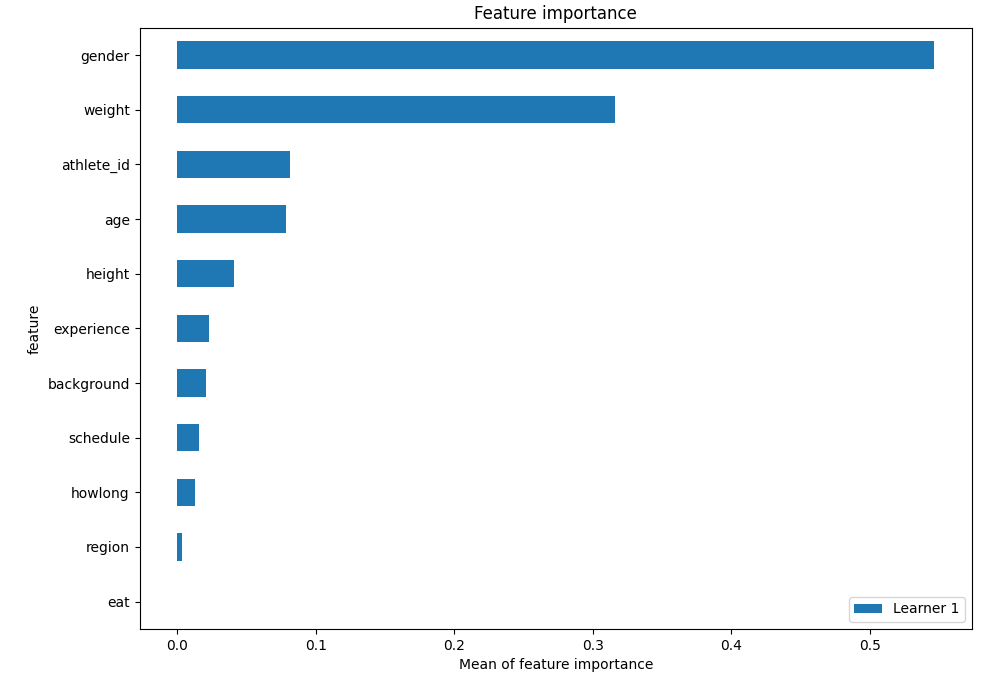 Feature importance
gender
weight
athlete_id
age
height
experience
background
schedule
howlong
region
eat
feature
Learner 1
0.0 0.1 0.2 0.3 0.4 0.5
Mean of feature importance